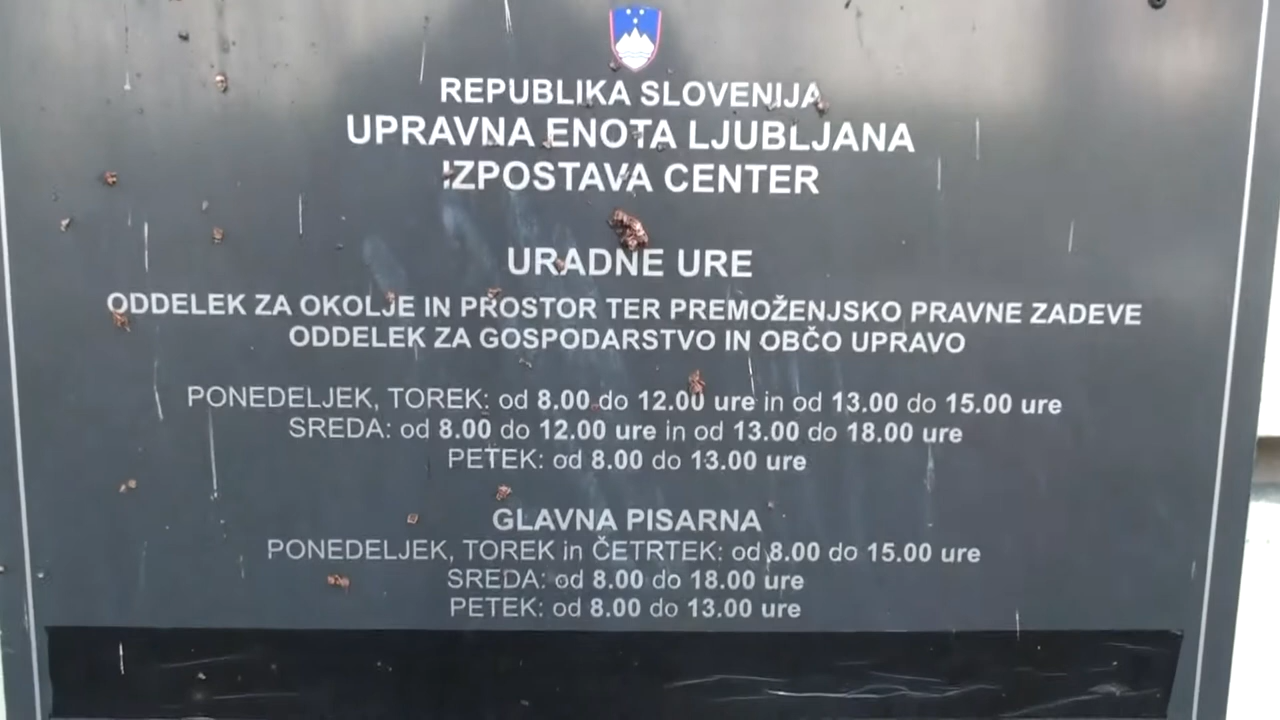 REPUBLIKA SLOVENIJA
UPRAVNA ENOTA LJUBLJANA
IZPOSTAVA CENTER
URADNE URE
ODDELEK ZA OKOLJE IN PROSTOR TER PREMOŽENJSKO PRAVNE ZADEVE
ODDELEK ZA GOSPODARSTVO IN OBČO UPRAVO
PONEDELJEK, TOREK: od 8.00 do 12.00 ure in od 13.00 do 15.00 ure
SREDA: od 8.00 do 12.00 ure in od 13.00 do 18.00 ure
PETEK: od 8.00 do 13.00 ure
GLAVNA PISARNA
PONEDELJEK, TOREK in ČETRTEK: od 8.00 do 15.00 ure
SREDA: od 8.00 do 18.00 ure
PETEK: od 8.00 do 13.00 ure